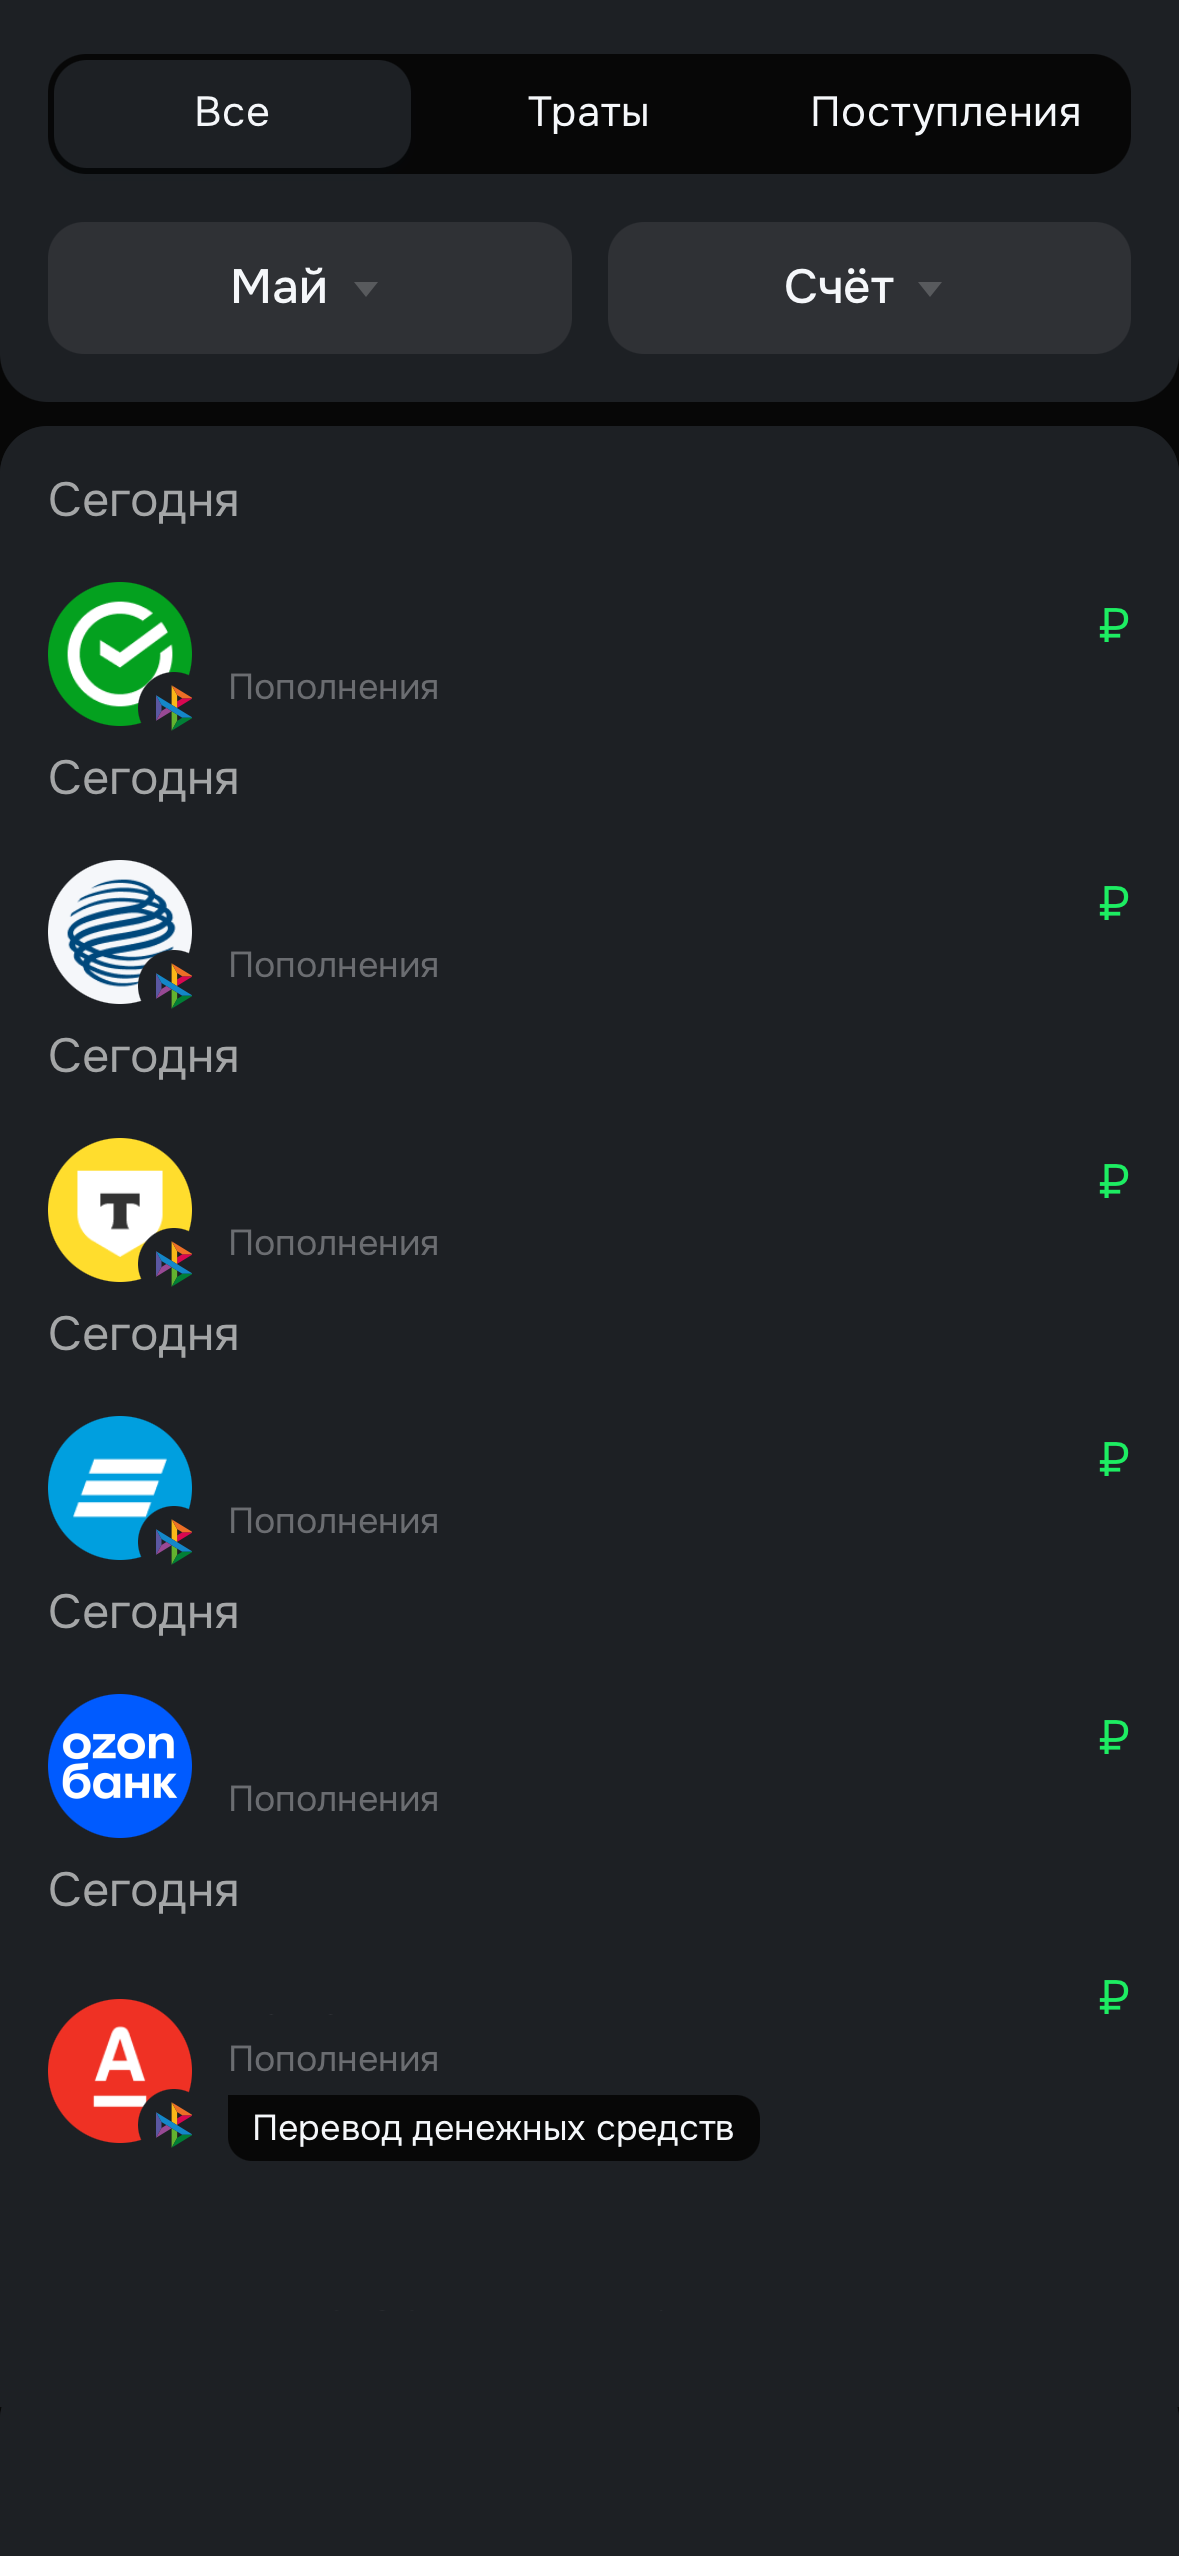 Все
Траты
Поступления
Май
Счёт
Сегодня
₽
Пополнения
Сегодня
₽
Пополнения
Сегодня
₽
Т
Пополнения
Сегодня
₽
Пополнения
Сегодня
₽
ozon
банк
Пополнения
Сегодня
₽
А
Пополнения
Перевод денежных средств